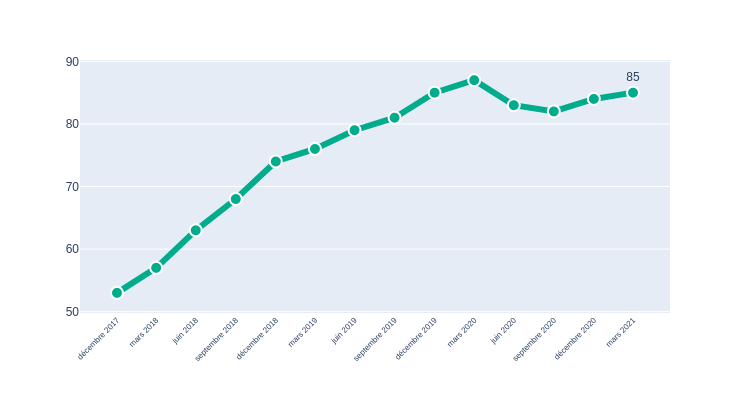 90
80
70
60
50
85
décembre 2017
mars 2018
juin 2018
septembre 2018
décembre 2018
mars 2019
juin 2019
septembre 2019
décembre 2019
mars 2020
juin 2020
septembre 2020
décembre 2020
mars 2021